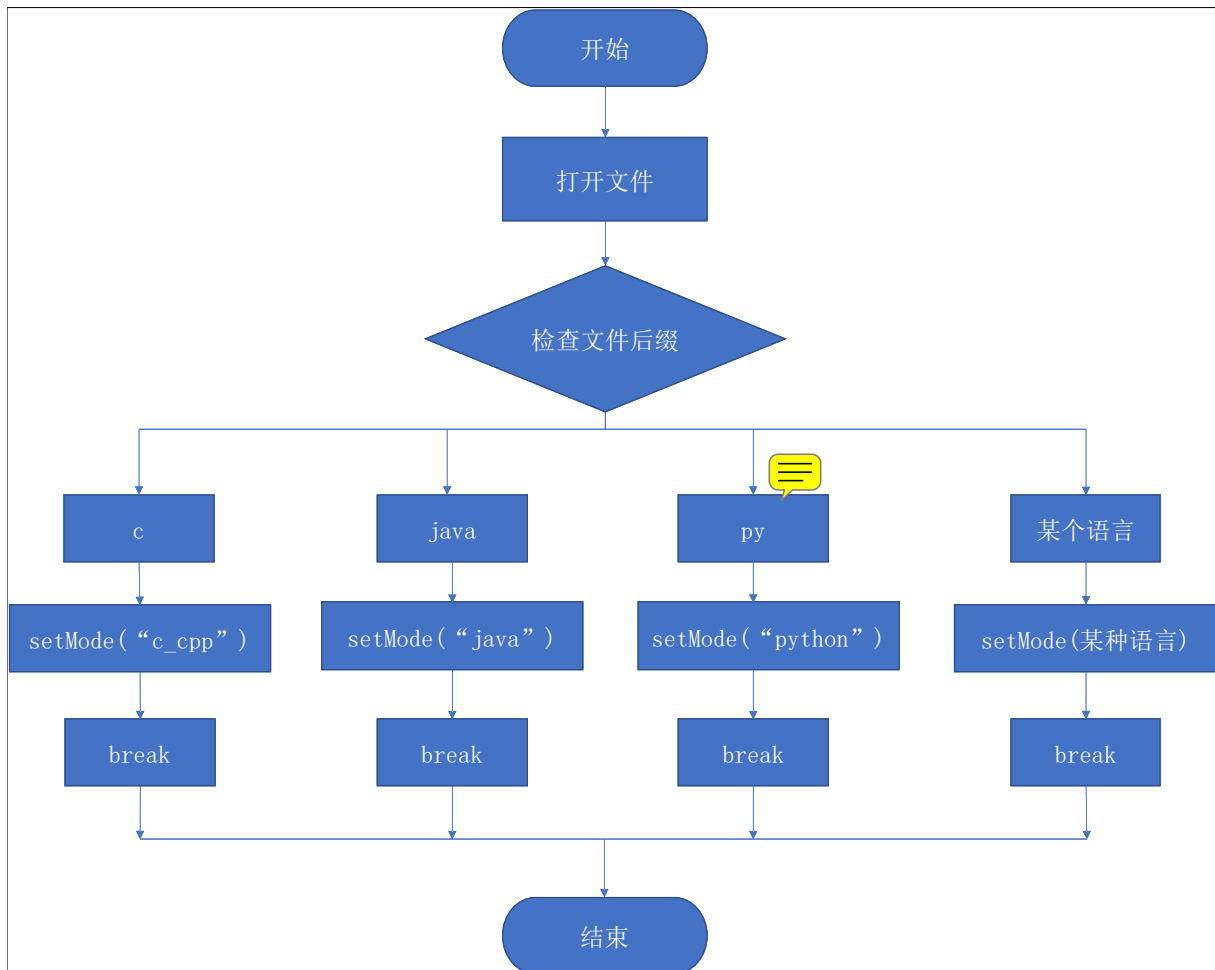 开始
打开文件
检查文件后缀
c
java
py
某个语言
setMode(“c_cpp”)
setMode(“java”)
setMode(“python”)
setMode(某种语言)
break
break
break
break
结束